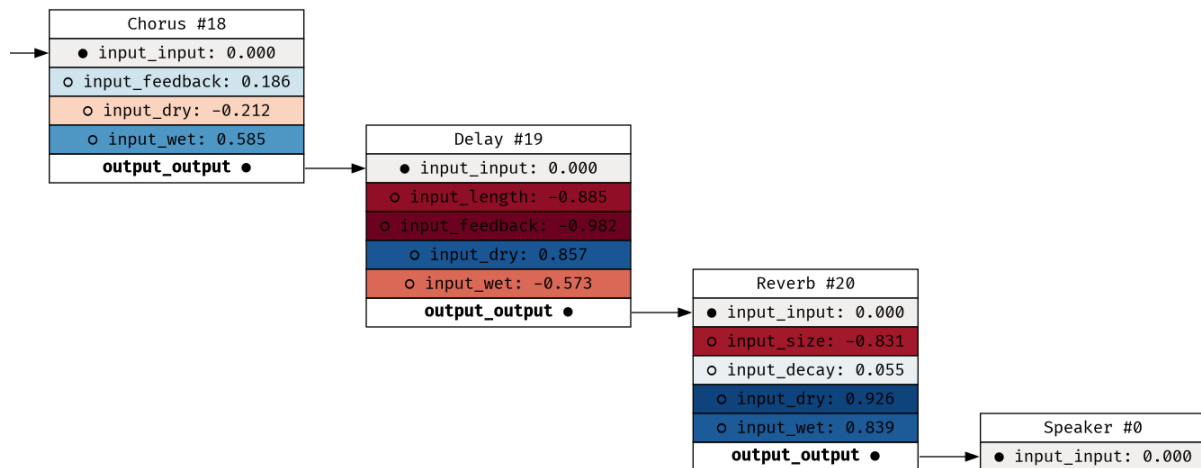 Chorus #18
● input_input: 0.000
○ input_feedback: 0.186
○ input_dry: -0.212
○ input_wet: 0.585
output_output ●
Delay #19
● input_input: 0.000
○ input_length: -0.885
○ input_feedback: -0.982
○ input_dry: 0.857
○ input_wet: -0.573
output_output ●
Reverb #20
● input_input: 0.000
○ input_size: -0.831
○ input_decay: 0.055
○ input_dry: 0.926
○ input_wet: 0.839
output_output ●
Speaker #0
● input_input: 0.000